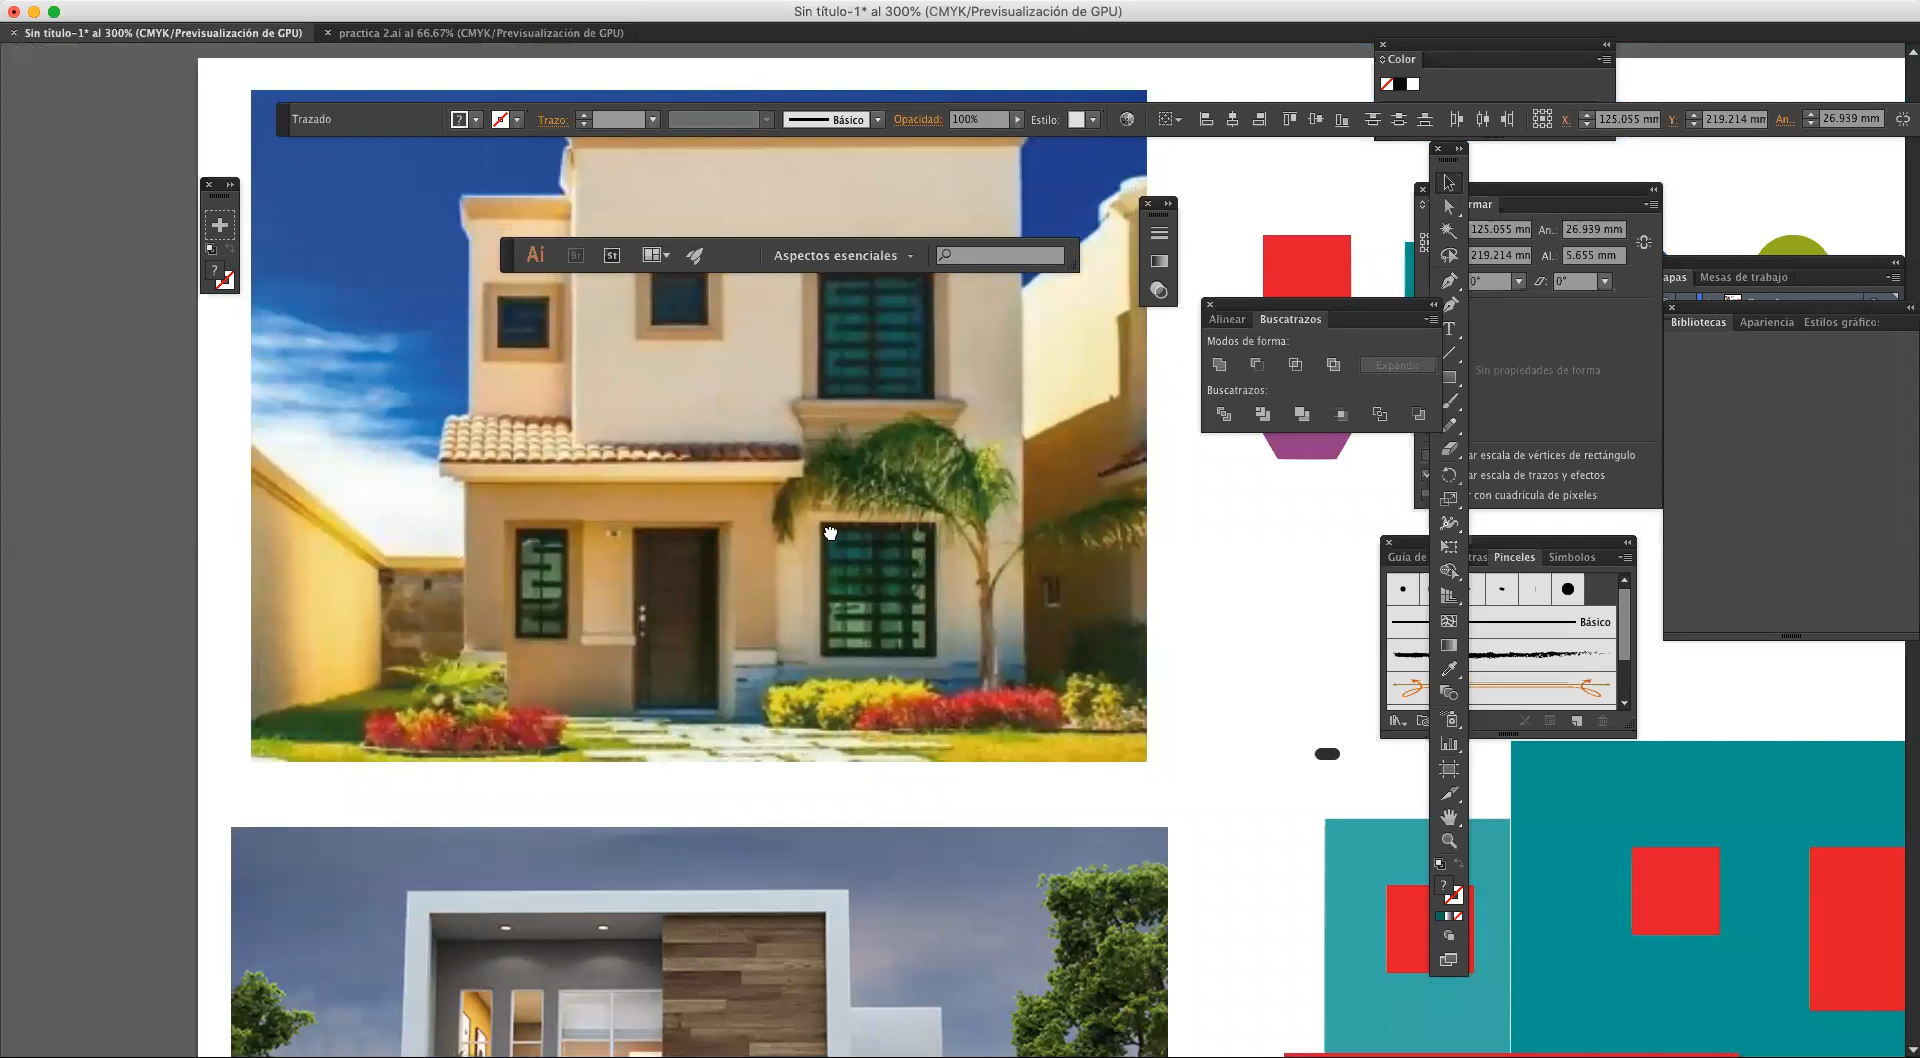 Sin título-1* al 300% (CMYK/Previsualización de GPU)
Sin título-1* al 300% (CMYK/Previsualización de GPU)
practica 2.ai al 66.67% (CMYK/Previsualización de GPU)
Color
Trazado
?
Trazo:
Básico
Opacidad:
100%
Estilo:
X:
125.055 mm
Y:
219.214 mm
An.:
26.939 mm
rmar
125.055 mn
An.:
26.939 mm
219.214 mm
Al.:
5.655 mm
0°
0°
Ai
Br
St
Aspectos esenciales
?
apas
Mesas de trabajo
Alinear
Buscatrazos
Modos de forma:
Expandir
Buscatrazos:
T
Sin propiedades de forma
Bibliotecas
Apariencia
Estilos gráfico:
ar escala de vértices de rectángulo
ar escala de trazos y efectos
r con cuadrícula de píxeles
Guía de
tras
Pinceles
Símbolos
Básico
?